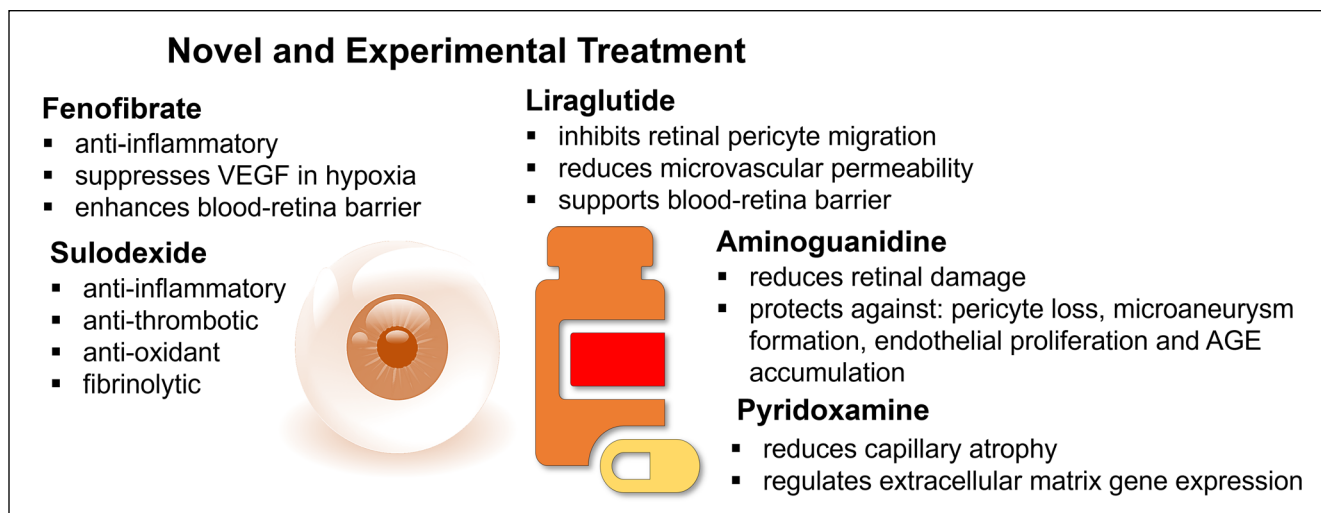 Novel and Experimental Treatment
Fenofibrate
▪ anti-inflammatory
▪ suppresses VEGF in hypoxia
▪ enhances blood-retina barrier
Sulodexide
▪ anti-inflammatory
▪ anti-thrombotic
▪ anti-oxidant
▪ fibrinolytic
Liraglutide
▪ inhibits retinal pericyte migration
▪ reduces microvascular permeability
▪ supports blood-retina barrier
Aminoguanidine
▪ reduces retinal damage
▪ protects against: pericyte loss, microaneurysm
formation, endothelial proliferation and AGE
accumulation
Pyridoxamine
▪ reduces capillary atrophy
▪ regulates extracellular matrix gene expression